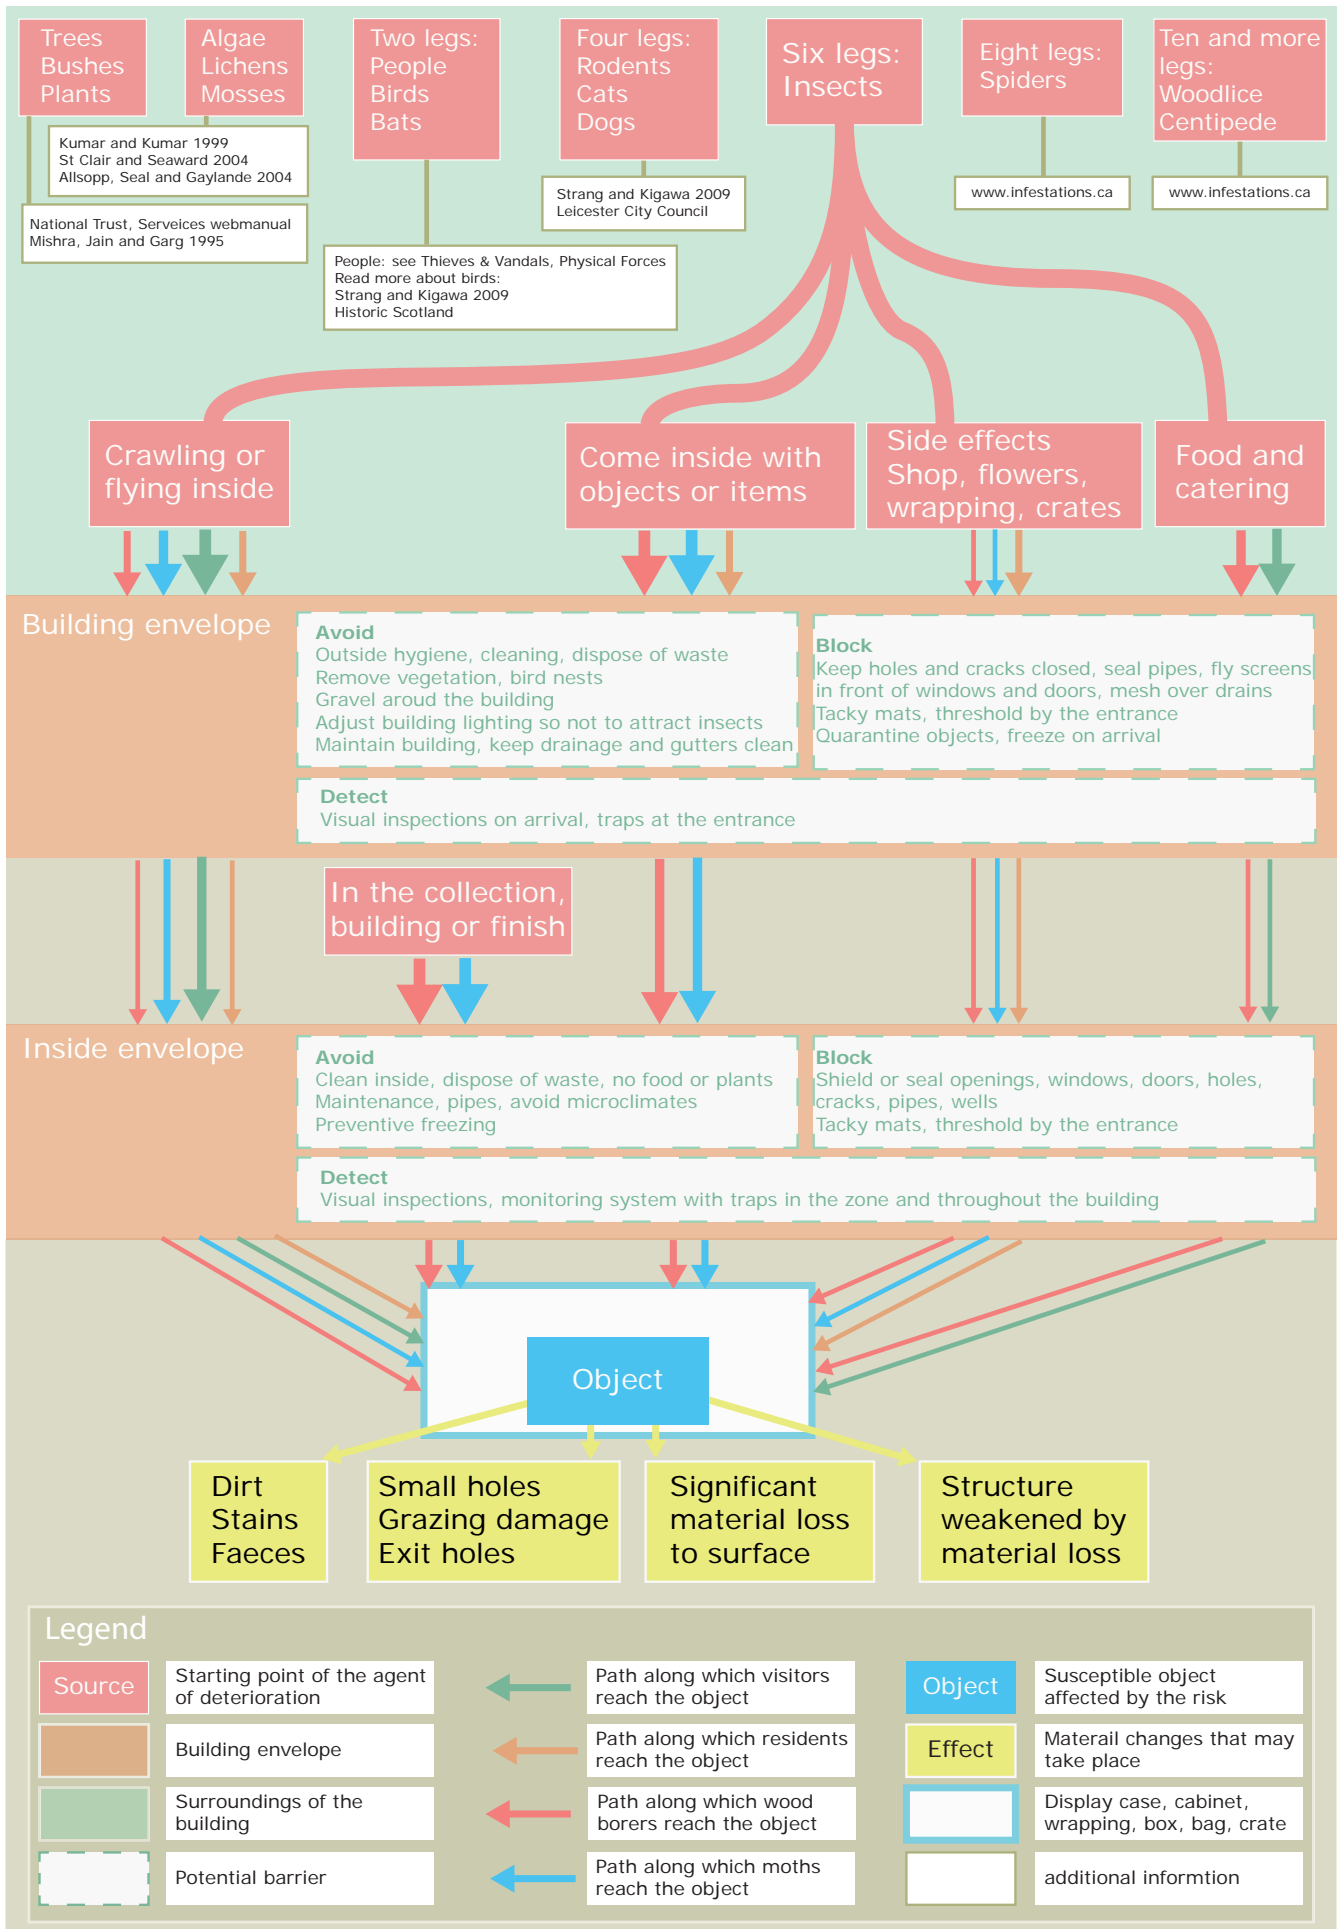 Trees
Bushes
Plants
Algae
Lichens
Mosses
Two legs:
People
Birds
Bats
Four legs:
Rodents
Cats
Dogs
Six legs:
Insects
Eight legs:
Spiders
Ten and more
legs:
Woodlice
Centipede
Kumar and Kumar 1999
St Clair and Seaward 2004
Allsopp, Seal and Gaylande 2004
National Trust, Serveices webmanual
Mishra, Jain and Garg 1995
People: see Thieves & Vandals, Physical Forces
Read more about birds:
Strang and Kigawa 2009
Historic Scotland
Strang and Kigawa 2009
Leicester City Council
www.infestations.ca
www.infestations.ca
Crawling or
flying inside
Come inside with
objects or items
Side effects
Shop, flowers,
wrapping, crates
Food and
catering
Building envelope
Avoid
Outside hygiene, cleaning, dispose of waste
Remove vegetation, bird nests
Gravel aroud the building
Adjust building lighting so not to attract insects
Maintain building, keep drainage and gutters clean
Block
Keep holes and cracks closed, seal pipes, fly screens
in front of windows and doors, mesh over drains
Tacky mats, threshold by the entrance
Quarantine objects, freeze on arrival
Detect
Visual inspections on arrival, traps at the entrance
In the collection,
building or finish
Inside envelope
Avoid
Clean inside, dispose of waste, no food or plants
Maintenance, pipes, avoid microclimates
Preventive freezing
Block
Shield or seal openings, windows, doors, holes,
cracks, pipes, wells
Tacky mats, threshold by the entrance
Detect
Visual inspections, monitoring system with traps in the zone and throughout the building
Object
Dirt
Stains
Faeces
Small holes
Grazing damage
Exit holes
Significant
material loss
to surface
Structure
weakened by
material loss
Legend
Source
Starting point of the agent
of deterioration
Building envelope
Surroundings of the
building
Potential barrier
Path along which visitors
reach the object
Path along which residents
reach the object
Path along which wood
borers reach the object
Path along which moths
reach the object
Object
Susceptible object
affected by the risk
Effect
Materail changes that may
take place
Display case, cabinet,
wrapping, box, bag, crate
additional informtion